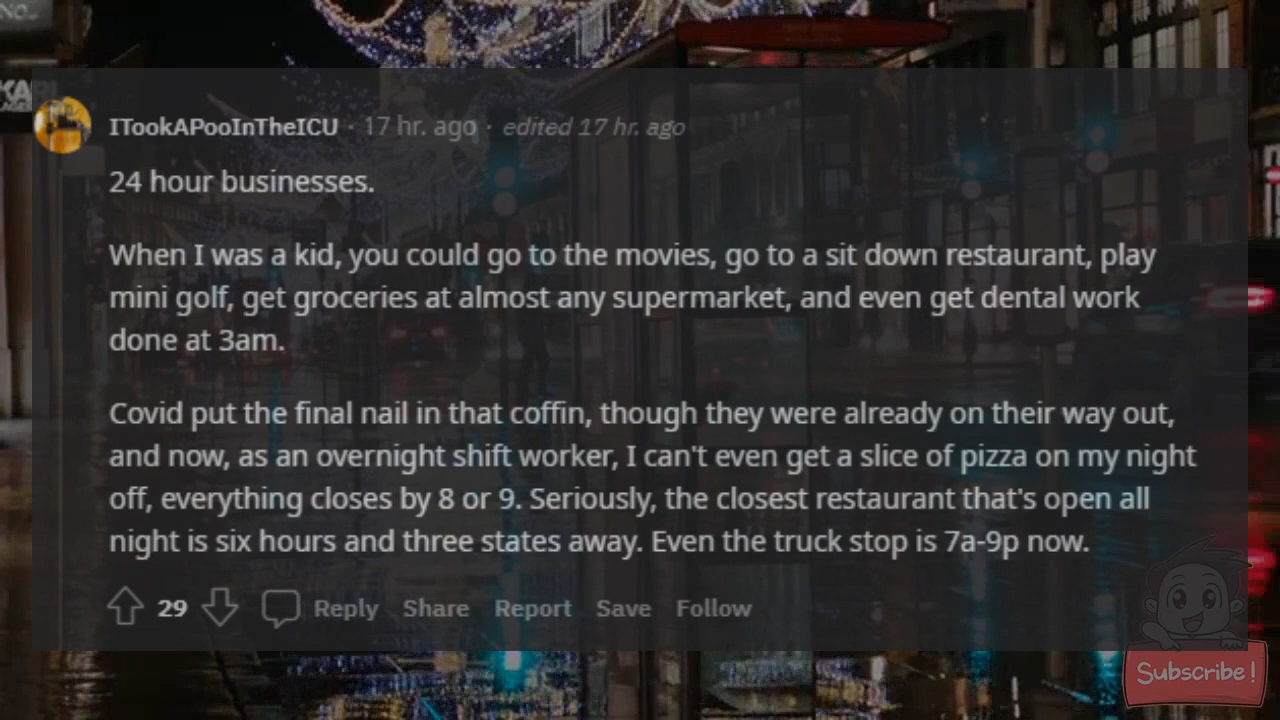 NO...
KA
ITookAPooInTheICU · 17 hr. ago · edited 17 hr. ago
24 hour businesses.
When I was a kid, you could go to the movies, go to a sit down restaurant, play
mini golf, get groceries at almost any supermarket, and even get dental work
done at 3am.
Covid put the final nail in that coffin, though they were already on their way out,
and now, as an overnight shift worker, I can't even get a slice of pizza on my night
off, everything closes by 8 or 9. Seriously, the closest restaurant that's open all
night is six hours and three states away. Even the truck stop is 7a-9p now.
29 Reply Share Report Save Follow
Subscribe!